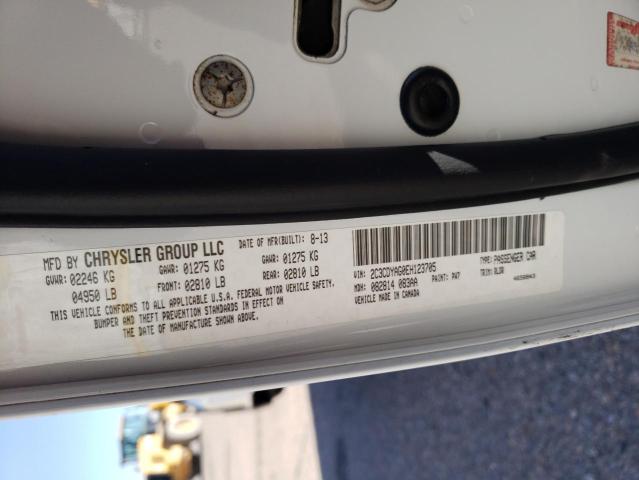 MFD BY CHRYSLER GROUP LLC DATE OF MFR(BUILT): 8-13
GVWR: 02246 KG GAWR: 01275 KG GAWR: 01275 KG
04950 LB FRONT: 02810 LB REAR: 02810 LB
THIS VEHICLE CONFORMS TO ALL APPLICABLE U.S.A. FEDERAL MOTOR VEHICLE SAFETY,
BUMPER AND THEFT PREVENTION STANDARDS IN EFFECT ON
THE DATE OF MANUFACTURE SHOWN ABOVE.
VIN: 2C3CDYAG0EH123705 TYPE: PASSENGER CAR
MDH: 082814 083AA PAINT: PW7 TRIM: RLDR
VEHICLE MADE IN CANADA